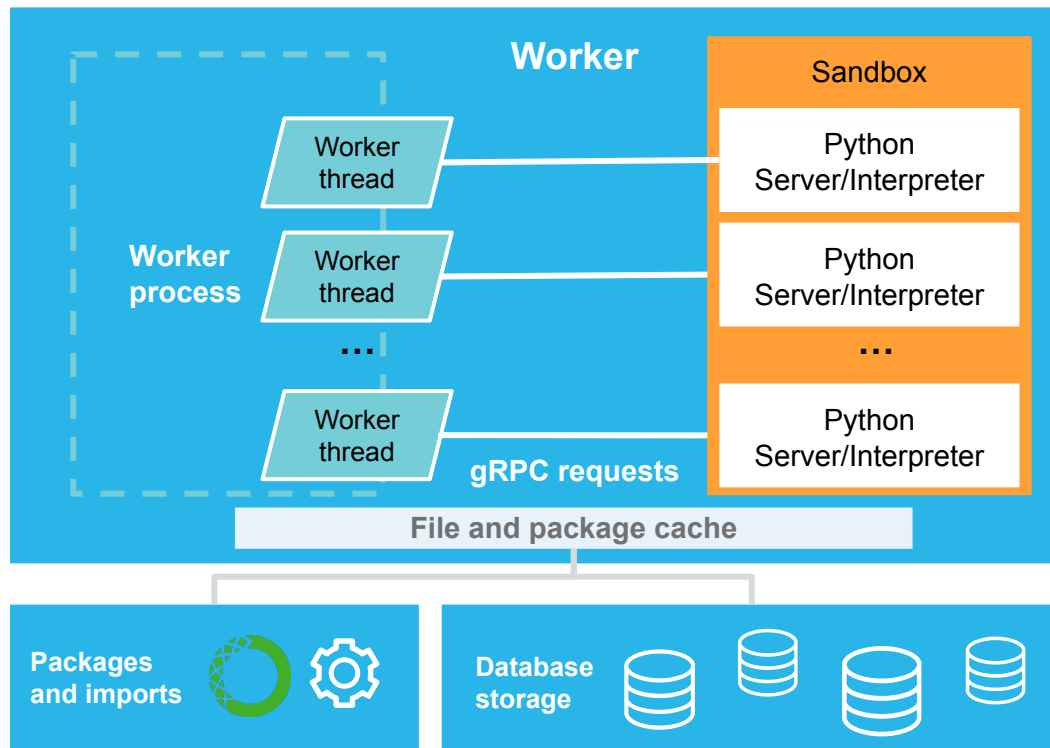 Worker
Sandbox
Worker
thread
Python
Server/Interpreter
Worker
process
Worker
thread
Python
Server/Interpreter
...
...
Worker
thread
Python
Server/Interpreter
gRPC requests
File and package cache
Packages
and imports
Database
storage